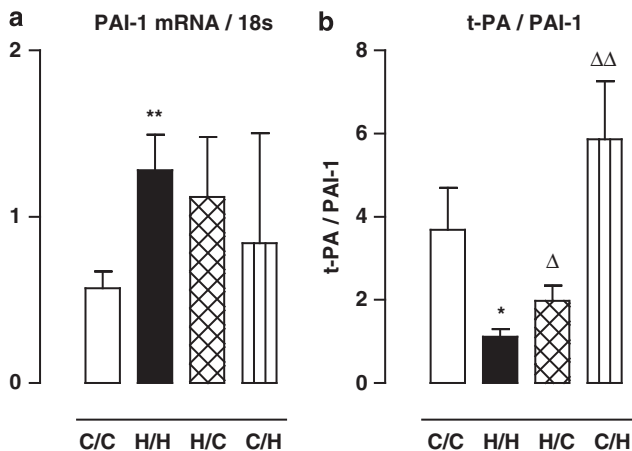 a
PAI-1 mRNA / 18s
2
1
0
**
C/C H/H H/C C/H
b
t-PA / PAI-1
t-PA / PAI-1
8
6
4
2
0
*
Δ
ΔΔ
C/C H/H H/C C/H